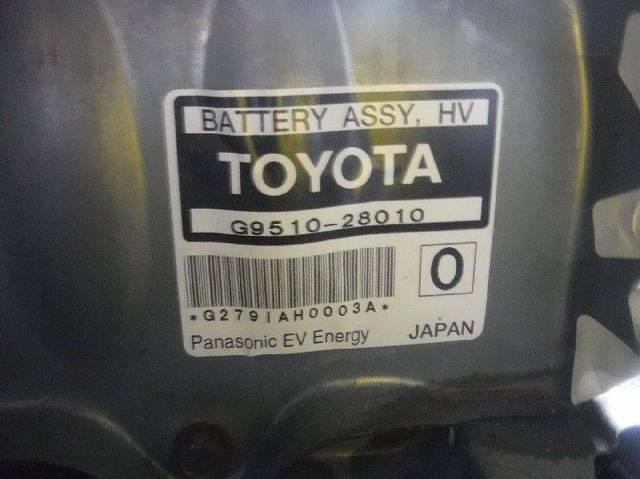 BATTERY ASSY, HV
TOYOTA
G9510-28010
0
*G279IAH0003A*
Panasonic EV Energy JAPAN